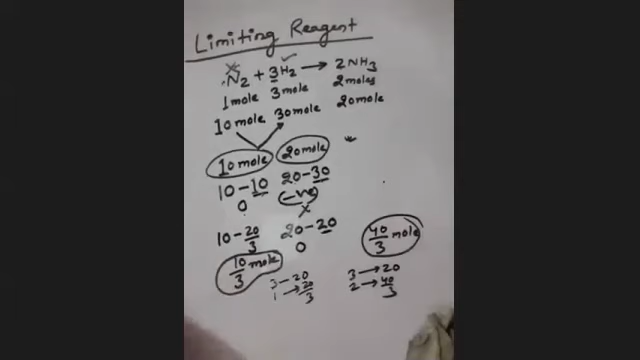 Limiting Reagent
N2 + 3H2 → 2NH3
1mole 3mole 2moles
10mole 30mole 20mole
10mole 20mole
10-10 20-30
0 (-ve)
×
10-20/3 20-20 40/3 mole
10/3 mole 0
3-20 3→20
1→20/3 2→40/3